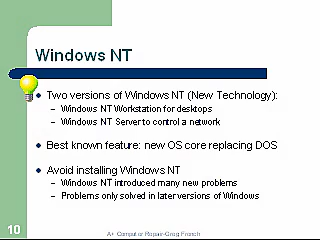 Windows NT
Two versions of Windows NT (New Technology):
– Windows NT Workstation for desktops
– Windows NT Server to control a network
Best known feature: new OS core replacing DOS
Avoid installing Windows NT
– Windows NT introduced many new problems
– Problems only solved in later versions of Windows
10
A+ Computer Repair-Greg French